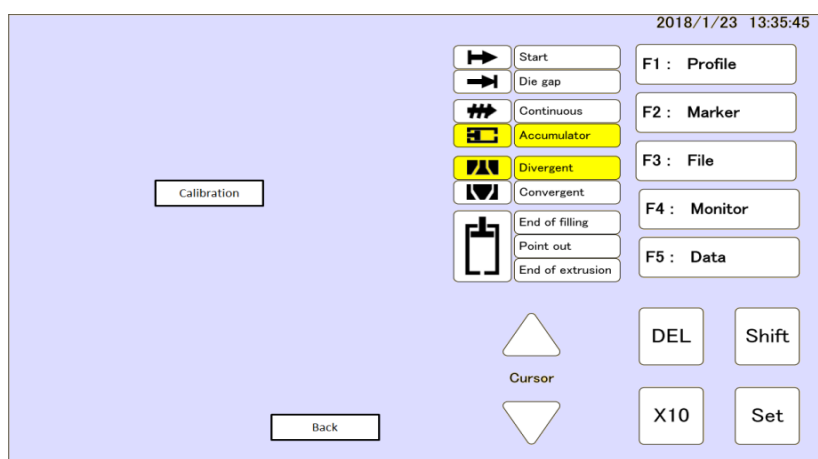 2018/1/23 13:35:45
Start
Die gap
Continuous
Accumulator
Divergent
Convergent
End of filling
Point out
End of extrusion
F1 : Profile
F2 : Marker
F3 : File
F4 : Monitor
F5 : Data
Calibration
Back
Cursor
DEL
Shift
X10
Set